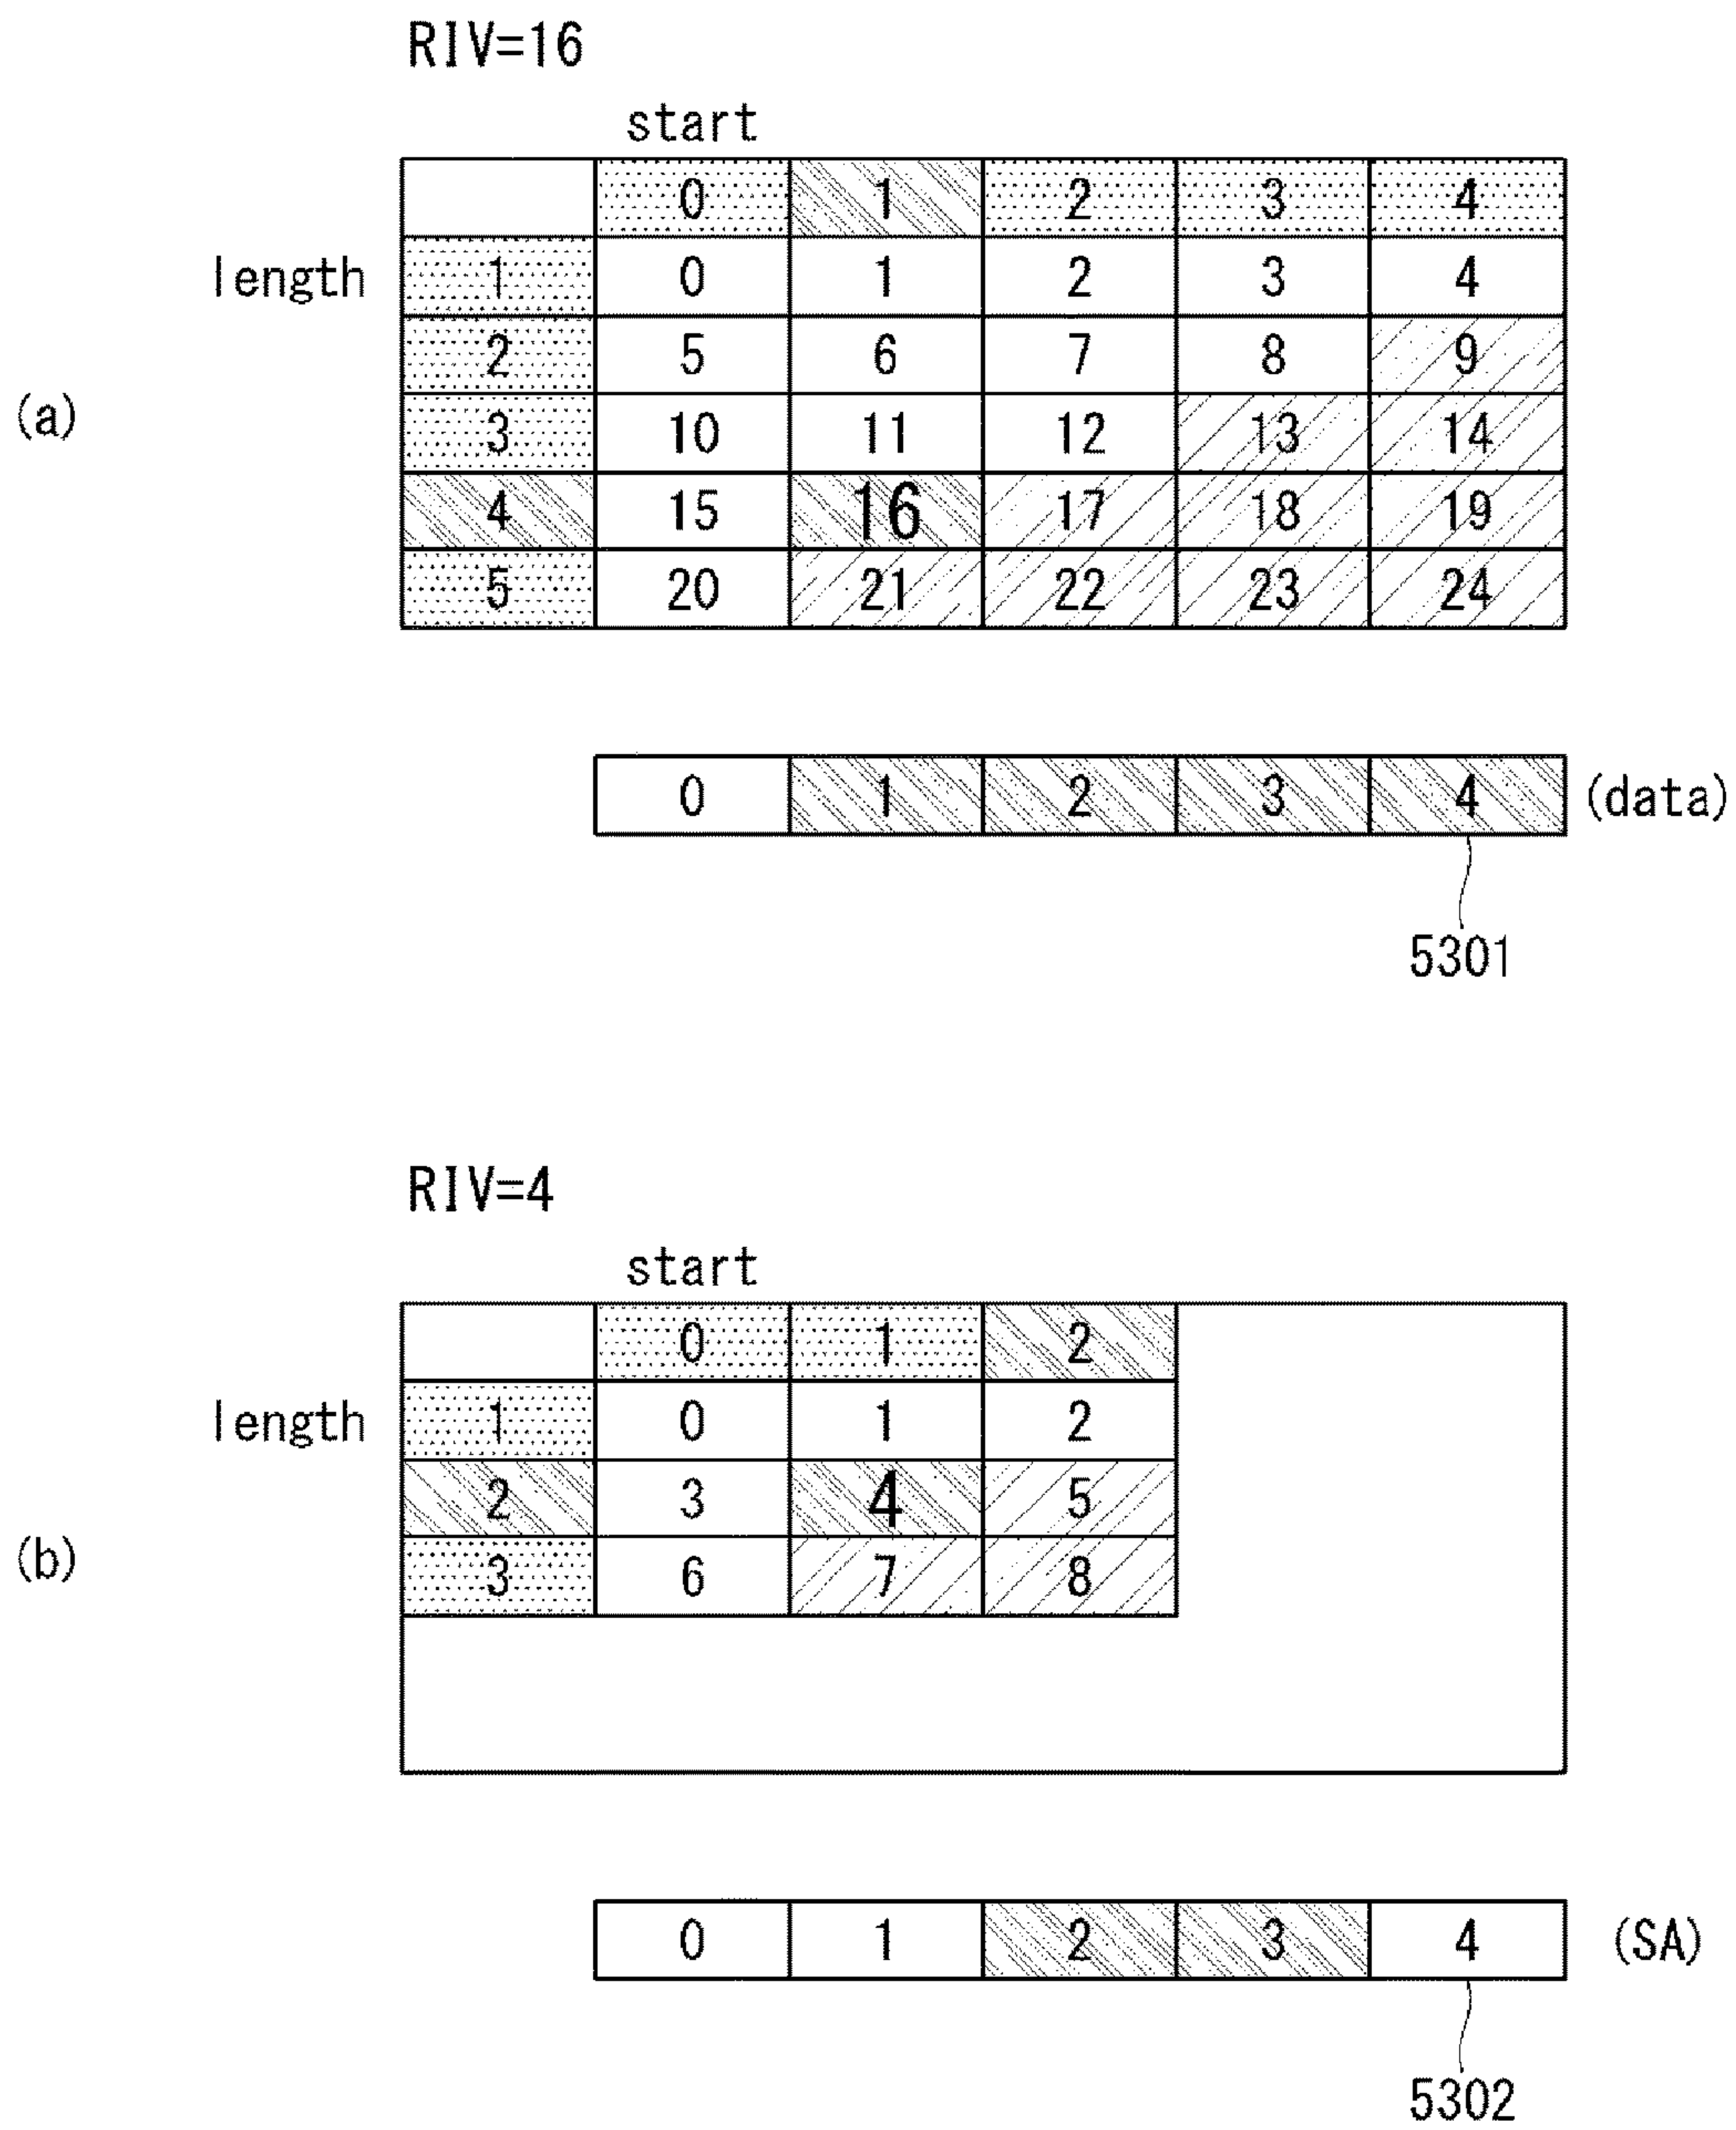 RIV=16
start
0 1 2 3 4
length 1 0 1 2 3 4
2 5 6 7 8 9
(a)
3 10 11 12 13 14
4 15 16 17 18 19
5 20 21 22 23 24
0 1 2 3 4 (data)
5301
RIV=4
start
0 1 2
length 1 0 1 2
2 3 4 5
(b)
3 6 7 8
0 1 2 3 4 (SA)
5302